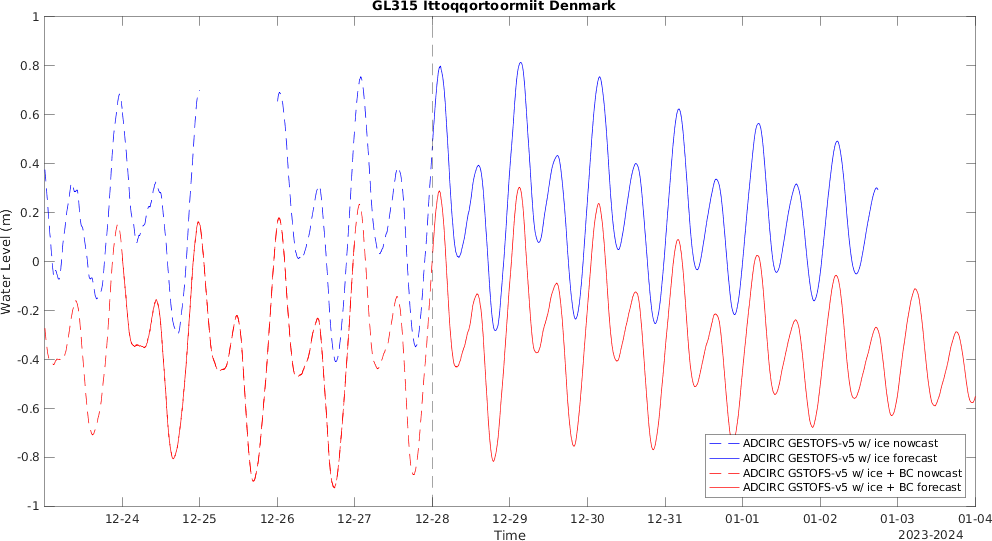 GL315 Ittoqqortoormiit Denmark
1
0.8
0.6
0.4
0.2
0
-0.2
-0.4
-0.6
-0.8
-1
Water Level (m)
ADCIRC GESTOFS-v5 w/ ice nowcast
ADCIRC GESTOFS-v5 w/ ice forecast
ADCIRC GSTOFS-v5 w/ ice + BC nowcast
ADCIRC GSTOFS-v5 w/ ice + BC forecast
12-24 12-25 12-26 12-27 12-28 12-29 12-30 12-31 01-01 01-02 01-03 01-04
Time
2023-2024